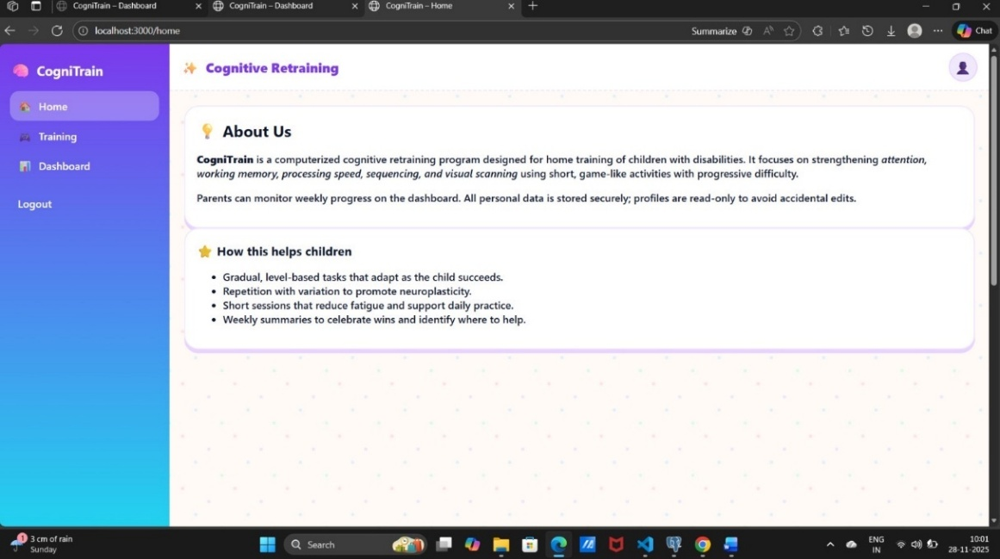 CogniTrain – Dashboard
CogniTrain – Dashboard
CogniTrain – Home
localhost:3000/home
Summarize
Chat
CogniTrain
Home
Training
Dashboard
Logout
Cognitive Retraining
About Us
CogniTrain is a computerized cognitive retraining program designed for home training of children with disabilities. It focuses on strengthening attention,
working memory, processing speed, sequencing, and visual scanning using short, game-like activities with progressive difficulty.
Parents can monitor weekly progress on the dashboard. All personal data is stored securely; profiles are read-only to avoid accidental edits.
How this helps children
• Gradual, level-based tasks that adapt as the child succeeds.
• Repetition with variation to promote neuroplasticity.
• Short sessions that reduce fatigue and support daily practice.
• Weekly summaries to celebrate wins and identify where to help.
1
3 cm of rain
Sunday
Search
ENG
IN
10:01
28-11-2025